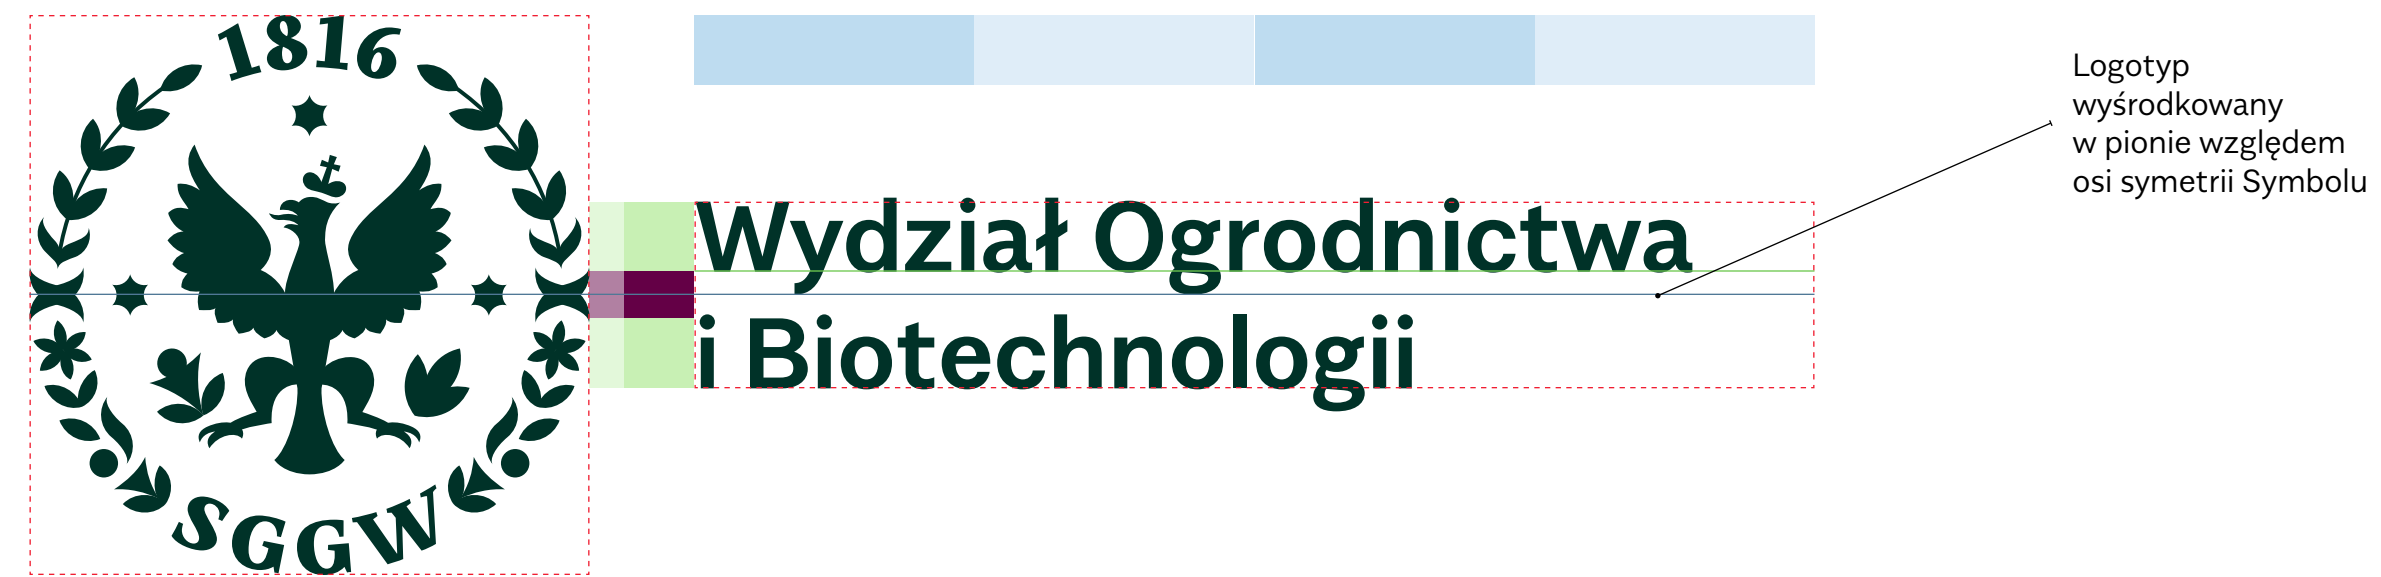 1816
SGGW
Wydział Ogrodnictwa
i Biotechnologii
Logotyp
wyśrodkowany
w pionie względem
osi symetrii Symbolu